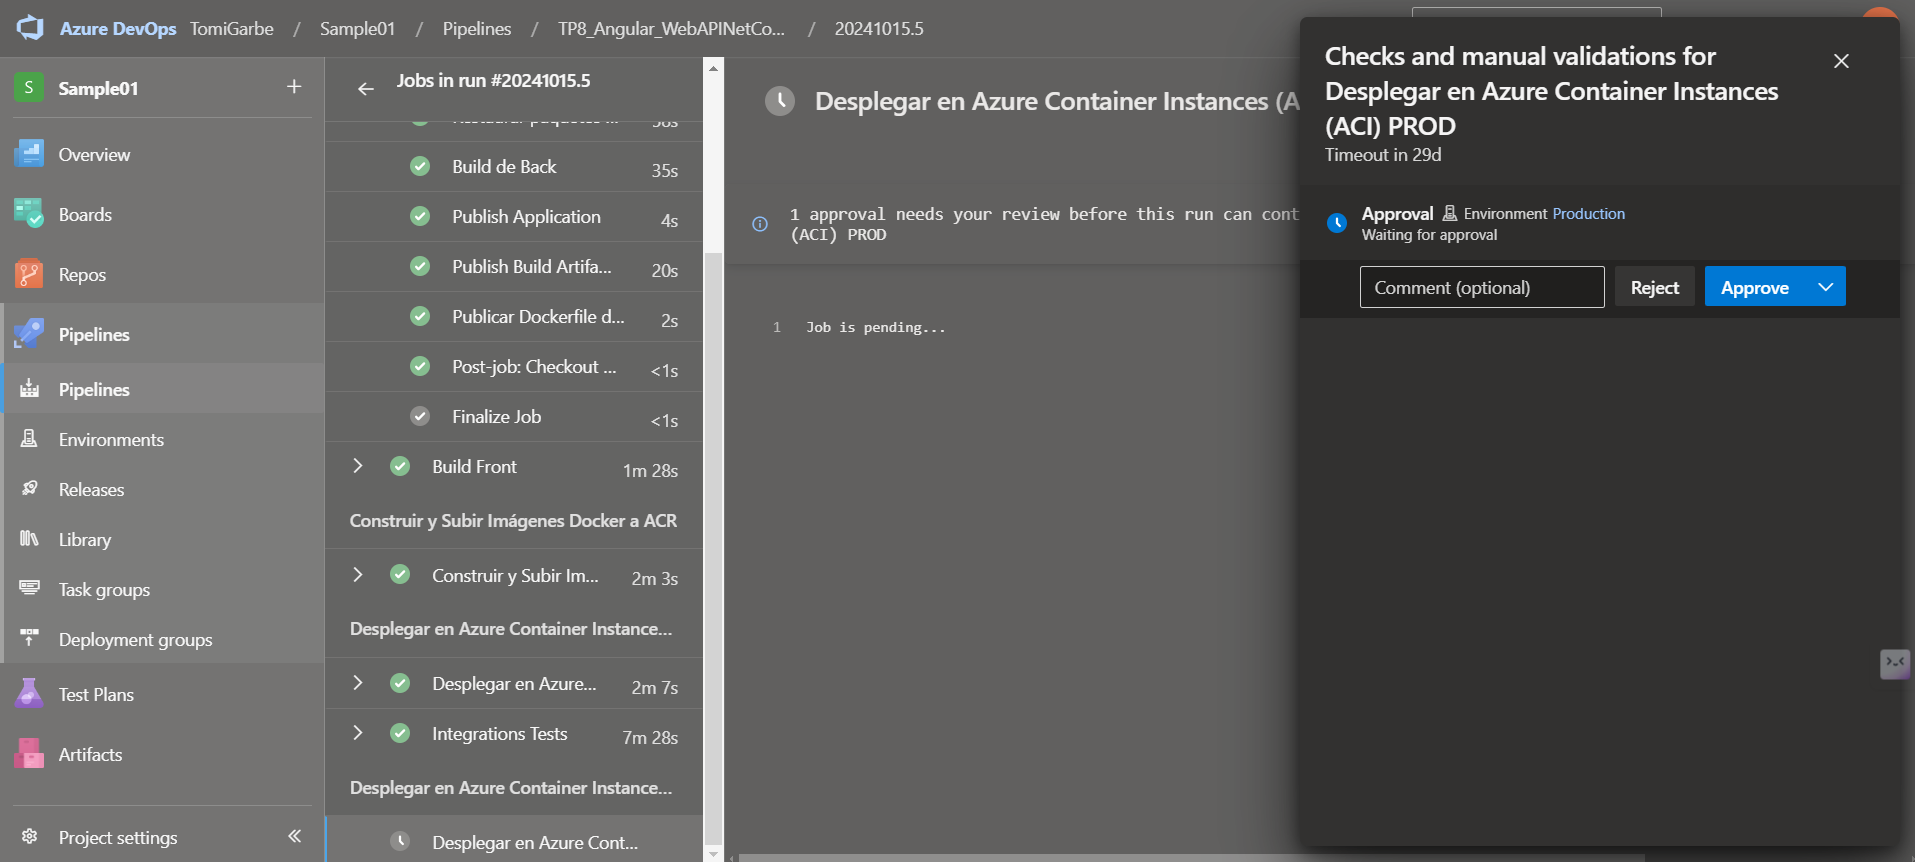 Azure DevOps TomiGarbe / Sample01 / Pipelines / TP8_Angular_WebAPINetCo... / 20241015.5
S Sample01 +
Overview
Boards
Repos
Pipelines
Pipelines
Environments
Releases
Library
Task groups
Deployment groups
Test Plans
Artifacts
Project settings
Jobs in run #20241015.5
Build de Back 35s
Publish Application 4s
Publish Build Artifa... 20s
Publicar Dockerfile d... 2s
Post-job: Checkout ... <1s
Finalize Job <1s
Build Front 1m 28s
Construir y Subir Imágenes Docker a ACR
Construir y Subir Im... 2m 3s
Desplegar en Azure Container Instance...
Desplegar en Azure... 2m 7s
Integrations Tests 7m 28s
Desplegar en Azure Container Instance...
Desplegar en Azure Cont...
Desplegar en Azure Container Instances (A
1 approval needs your review before this run can cont
(ACI) PROD
1 Job is pending...
Checks and manual validations for
Desplegar en Azure Container Instances
(ACI) PROD
Timeout in 29d
Approval Environment Production
Waiting for approval
Comment (optional) Reject Approve